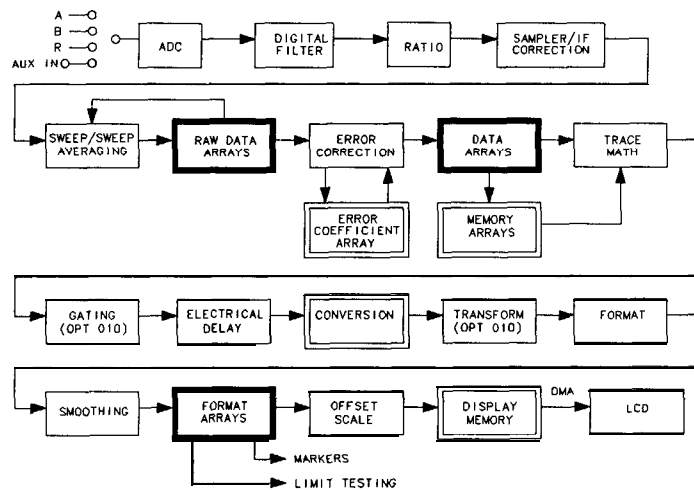 A
B
R
AUX IN
ADC
DIGITAL
FILTER
RATIO
SAMPLER/IF
CORRECTION
SWEEP/SWEEP
AVERAGING
RAW DATA
ARRAYS
ERROR
CORRECTION
DATA
ARRAYS
TRACE
MATH
ERROR
COEFFICIENT
ARRAY
MEMORY
ARRAYS
GATING
(OPT 010)
ELECTRICAL
DELAY
CONVERSION
TRANSFORM
(OPT 010)
FORMAT
SMOOTHING
FORMAT
ARRAYS
OFFSET
SCALE
DISPLAY
MEMORY
DMA
LCD
MARKERS
LIMIT TESTING